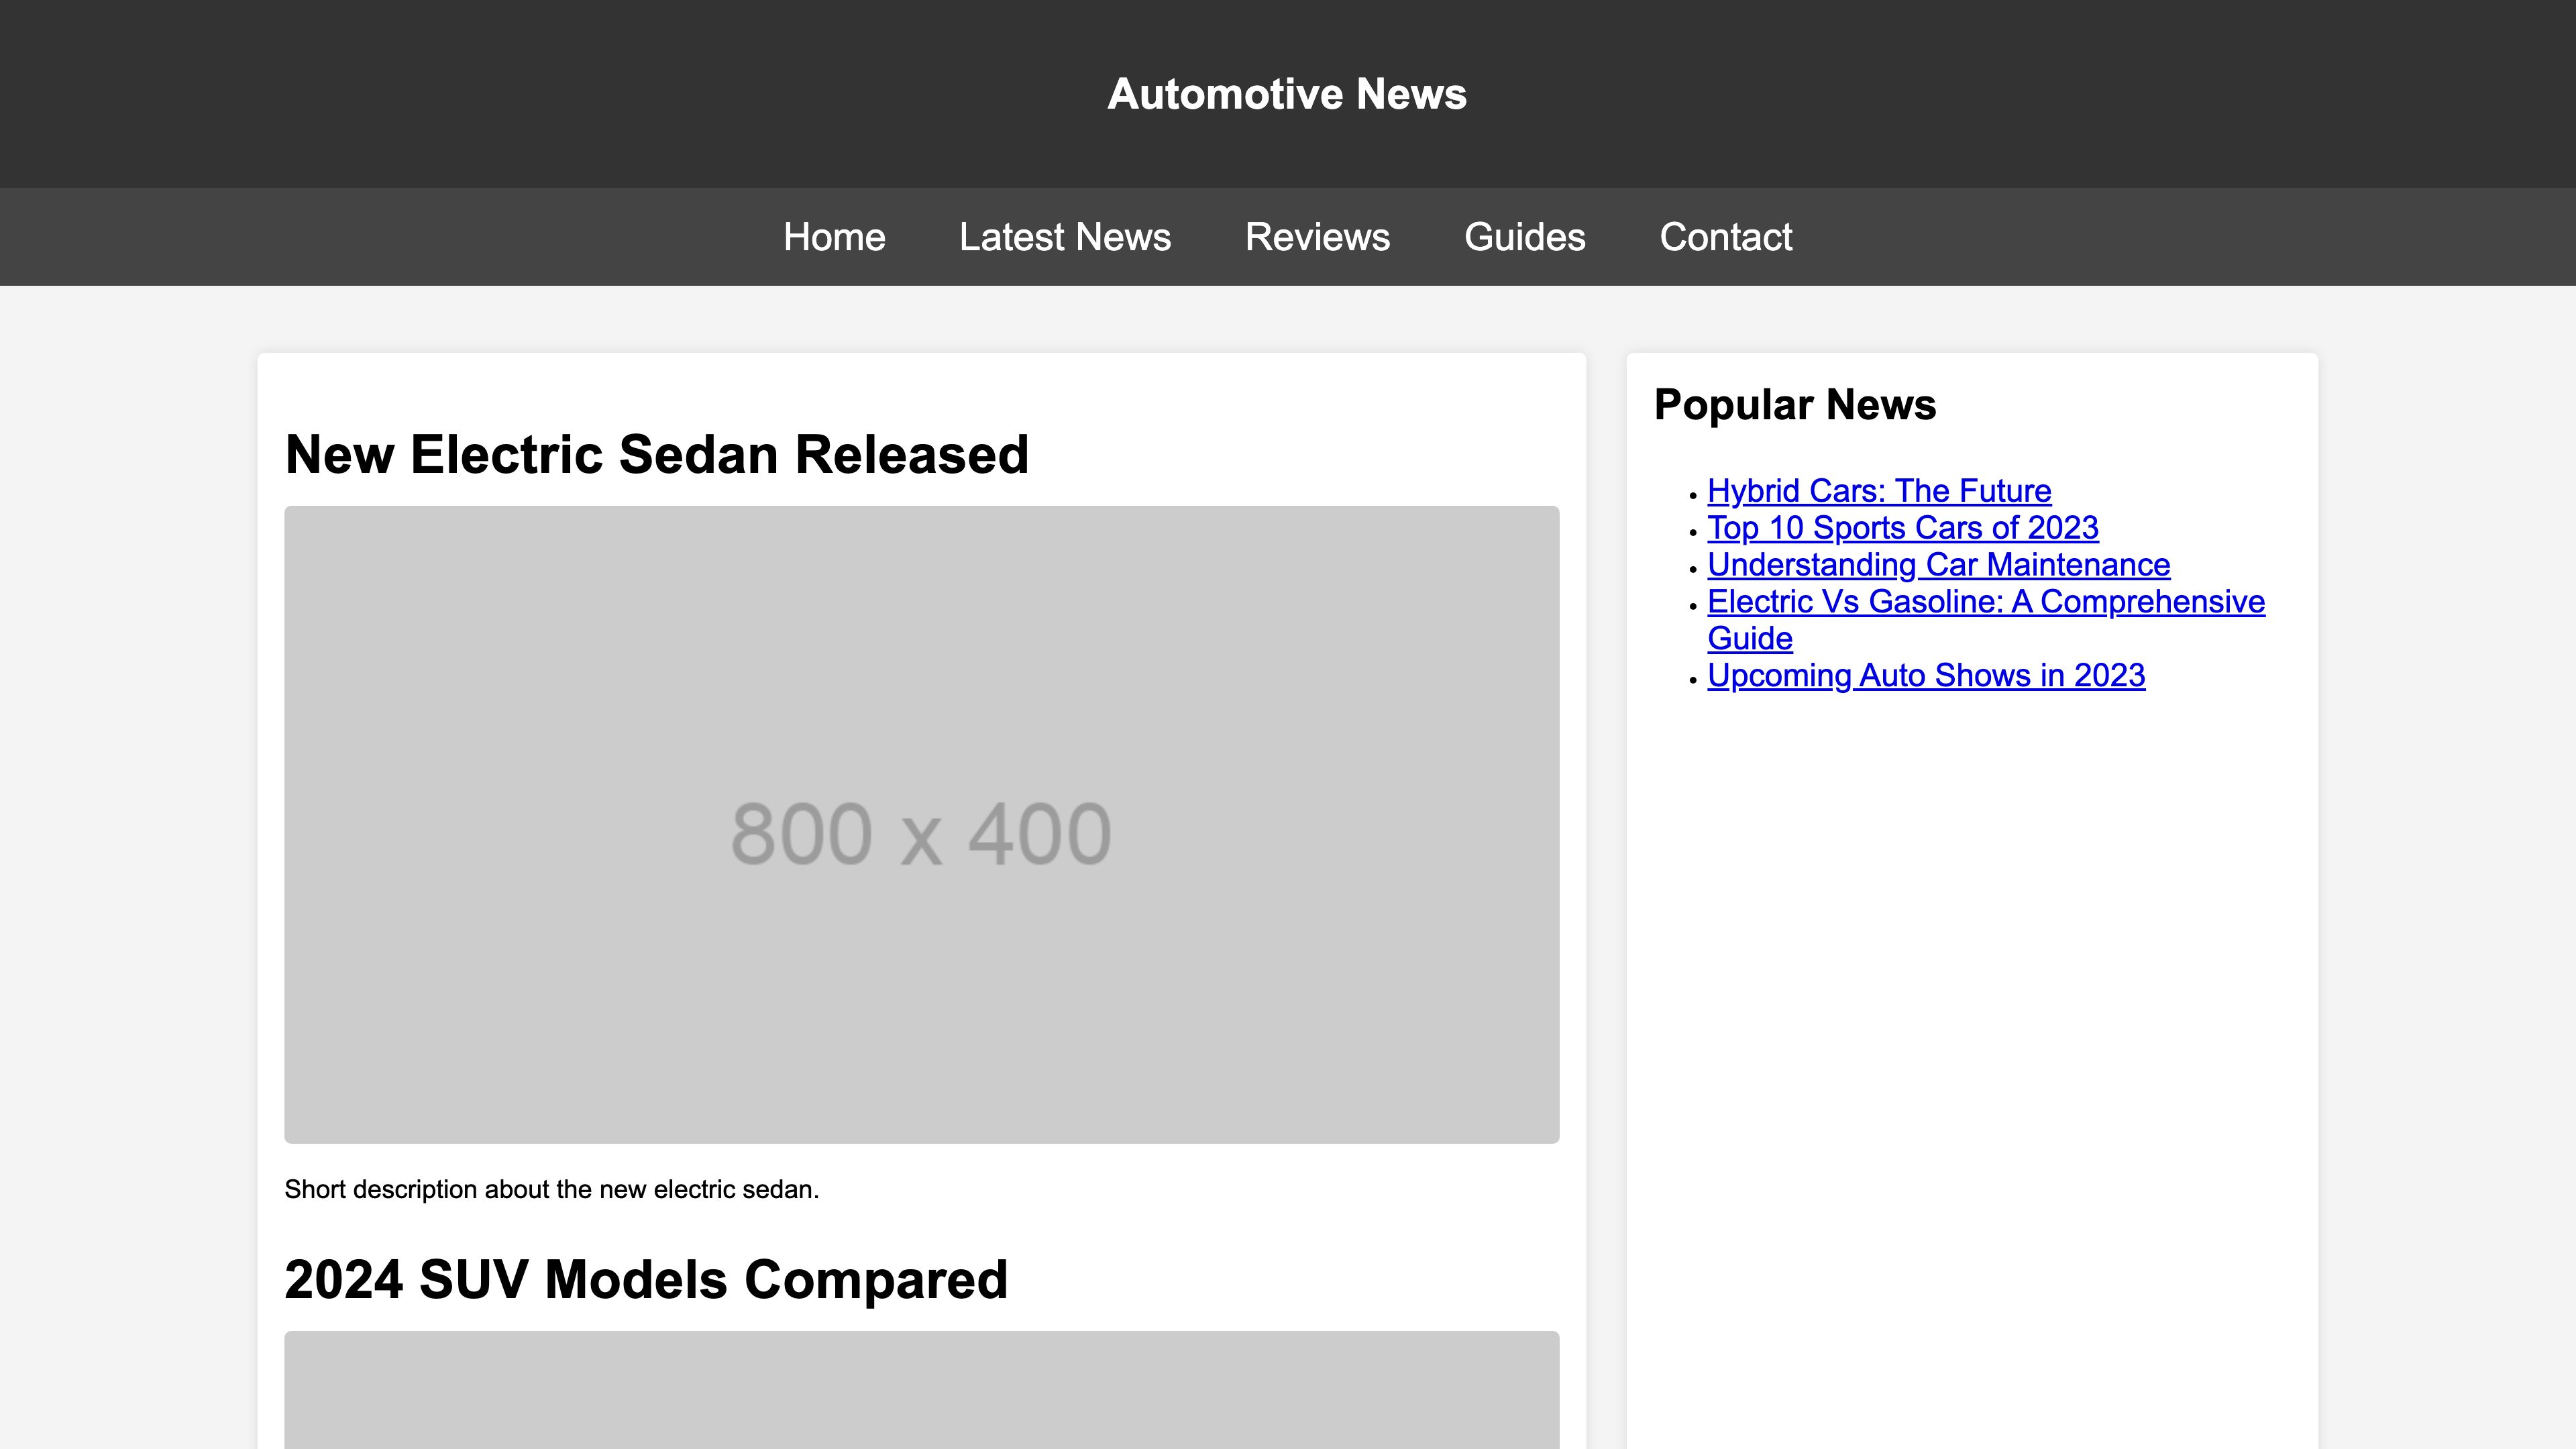 Automotive News
Home Latest News Reviews Guides Contact
New Electric Sedan Released
800 x 400
Short description about the new electric sedan.
2024 SUV Models Compared
Popular News
Hybrid Cars: The Future
Top 10 Sports Cars of 2023
Understanding Car Maintenance
Electric Vs Gasoline: A Comprehensive
Guide
Upcoming Auto Shows in 2023